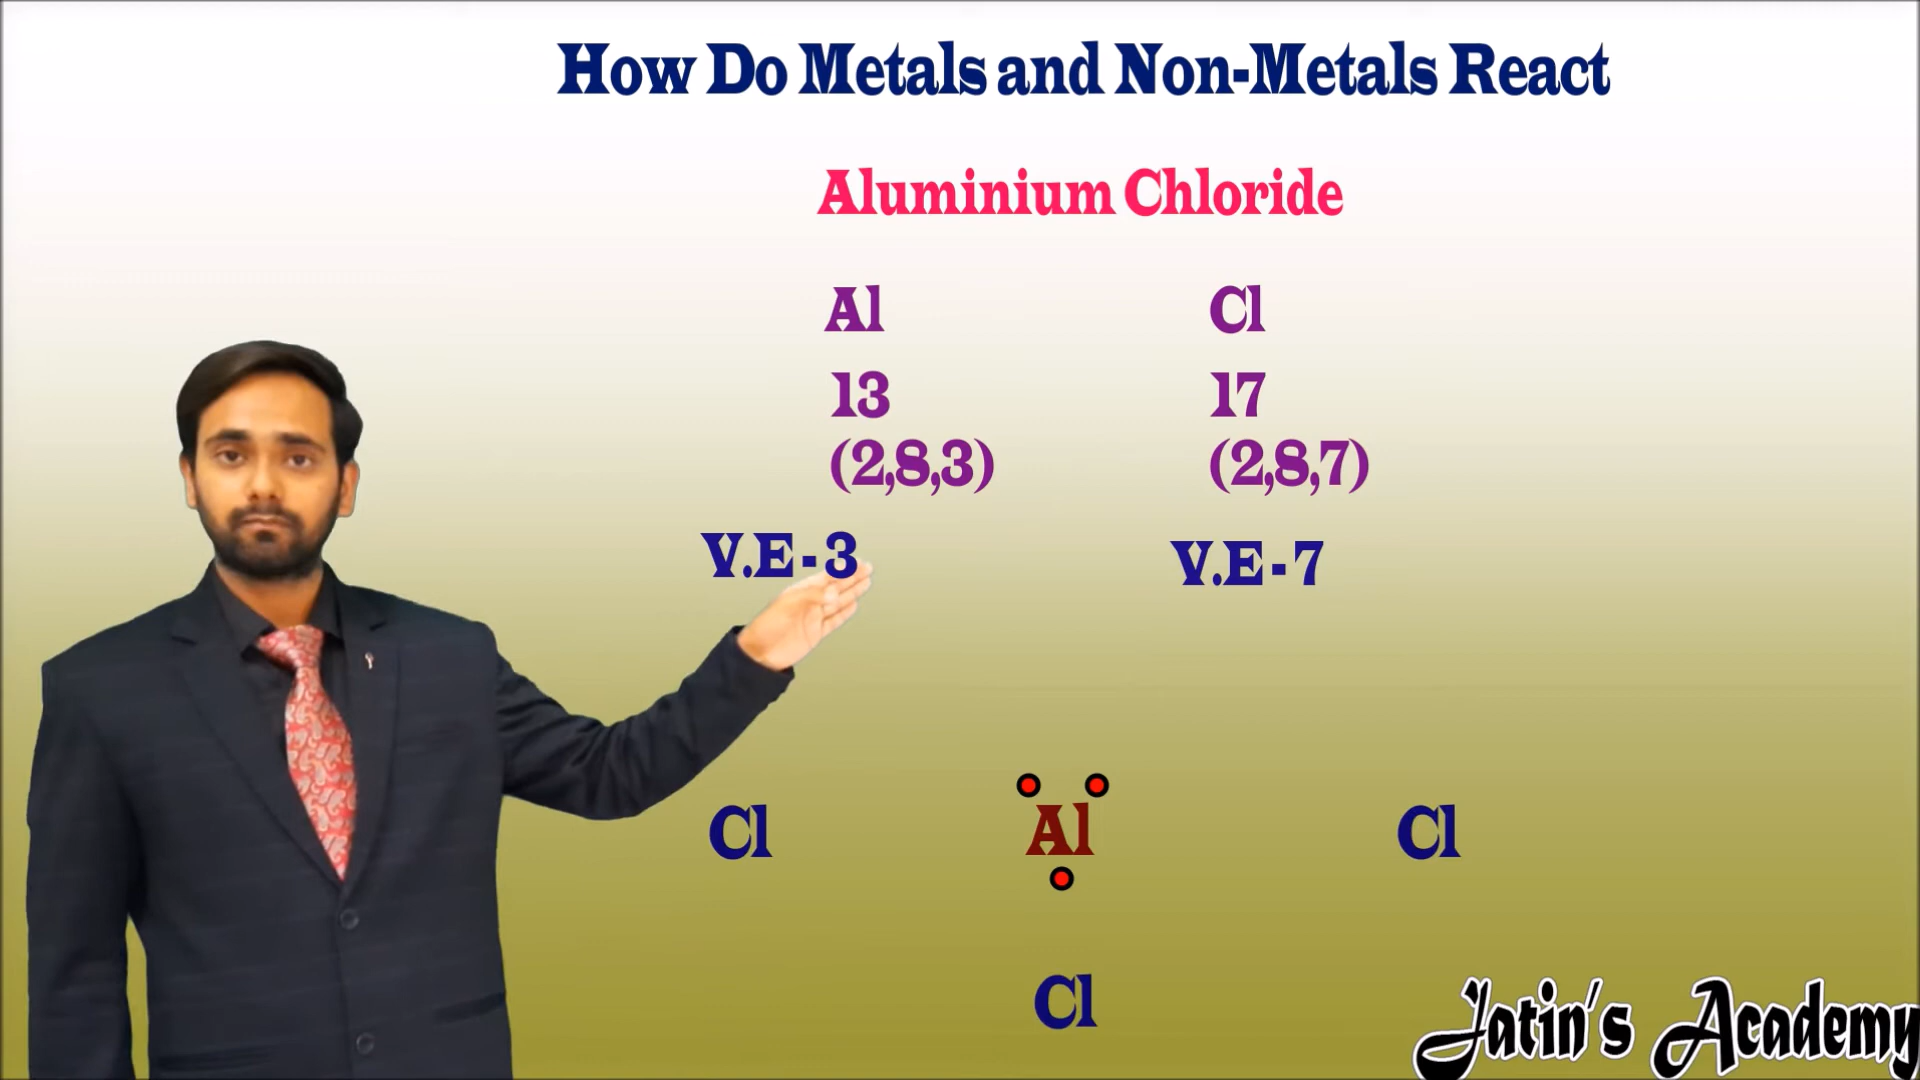 How Do Metals and Non-Metals React
Aluminium Chloride
Al Cl
13 17
(2,8,3) (2,8,7)
V.E - 3 V.E - 7
Cl Al Cl
Cl
Jatin's Academy